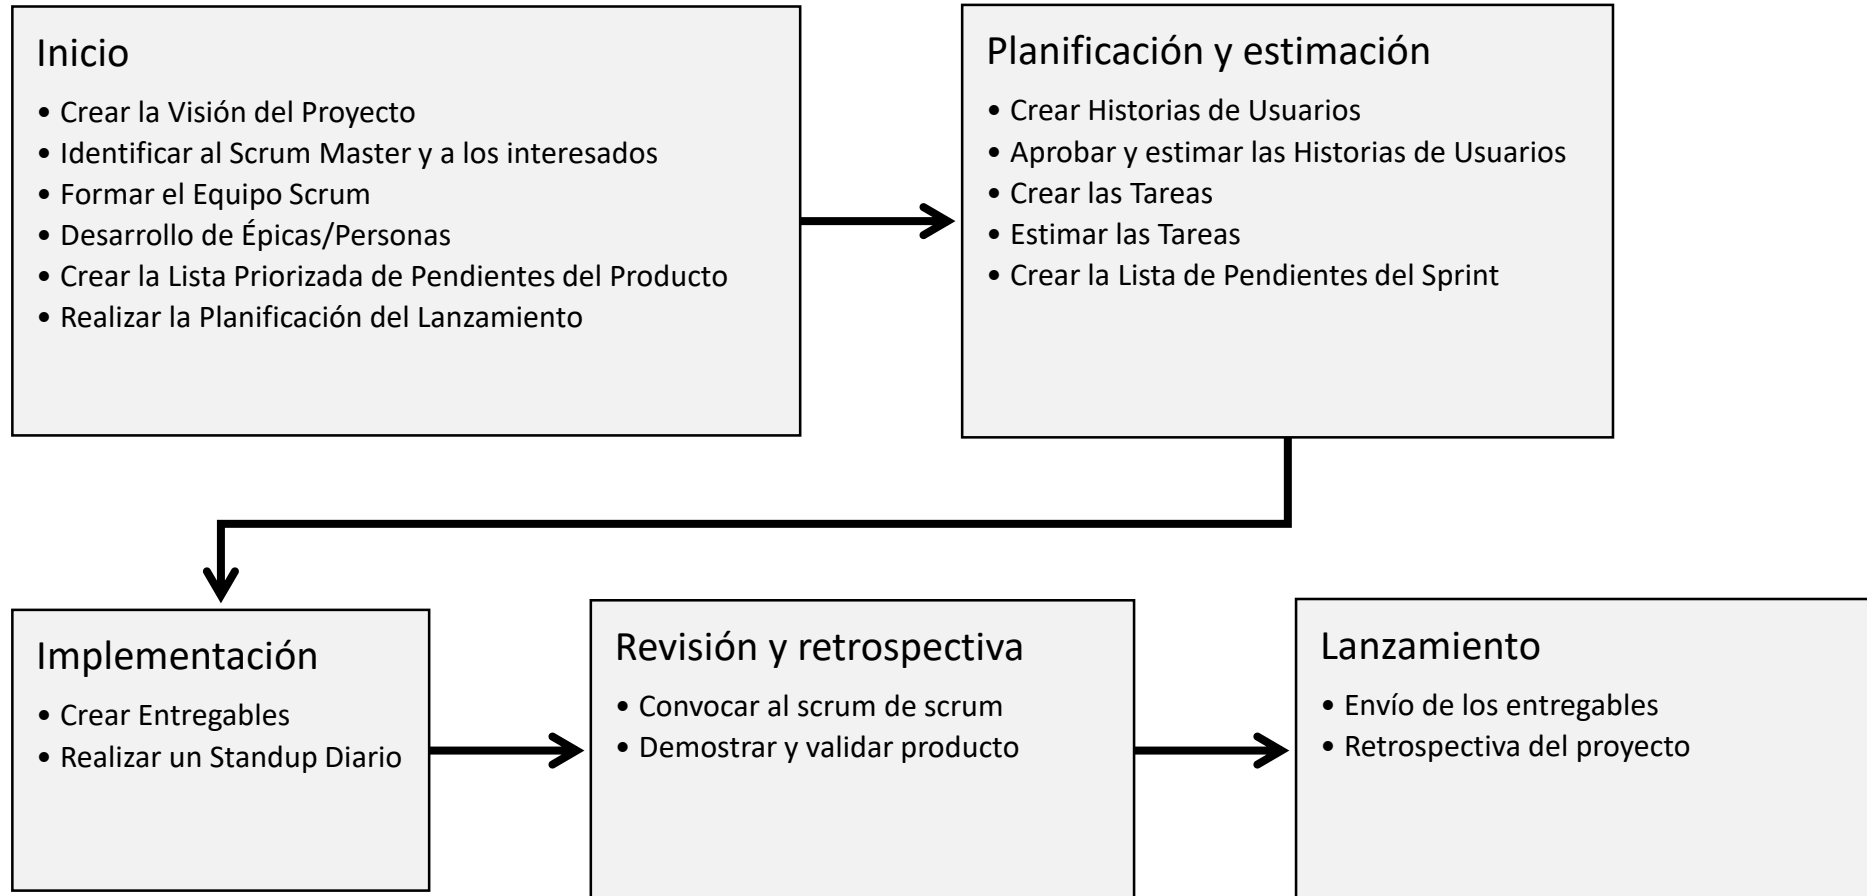 Inicio
• Crear la Visión del Proyecto
• Identificar al Scrum Master y a los interesados
• Formar el Equipo Scrum
• Desarrollo de Épicas/Personas
• Crear la Lista Priorizada de Pendientes del Producto
• Realizar la Planificación del Lanzamiento
Planificación y estimación
• Crear Historias de Usuarios
• Aprobar y estimar las Historias de Usuarios
• Crear las Tareas
• Estimar las Tareas
• Crear la Lista de Pendientes del Sprint
Implementación
• Crear Entregables
• Realizar un Standup Diario
Revisión y retrospectiva
• Convocar al scrum de scrum
• Demostrar y validar producto
Lanzamiento
• Envío de los entregables
• Retrospectiva del proyecto